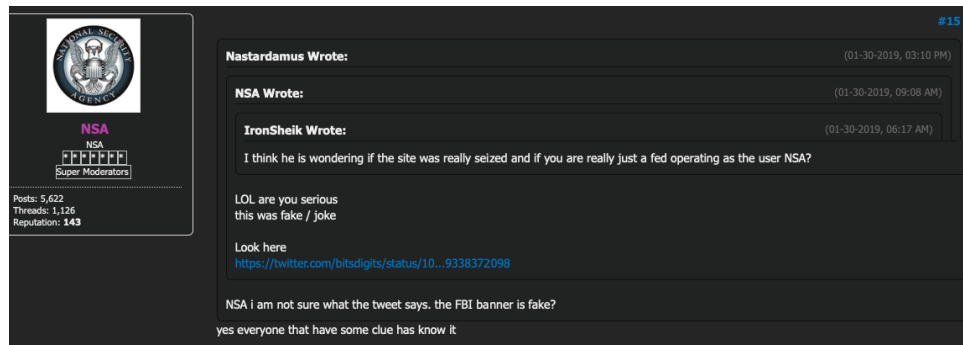 #15
NATIONAL SECURITY AGENCY
NSA
NSA
* * * * * * *
Super Moderators
Posts: 5,622
Threads: 1,126
Reputation: 143
Nastardamus Wrote: (01-30-2019, 03:10 PM)
NSA Wrote: (01-30-2019, 09:08 AM)
IronSheik Wrote: (01-30-2019, 06:17 AM)
I think he is wondering if the site was really seized and if you are really just a fed operating as the user NSA?
LOL are you serious
this was fake / joke
Look here
https://twitter.com/bitsdigits/status/10...9338372098
NSA i am not sure what the tweet says. the FBI banner is fake?
yes everyone that have some clue has know it